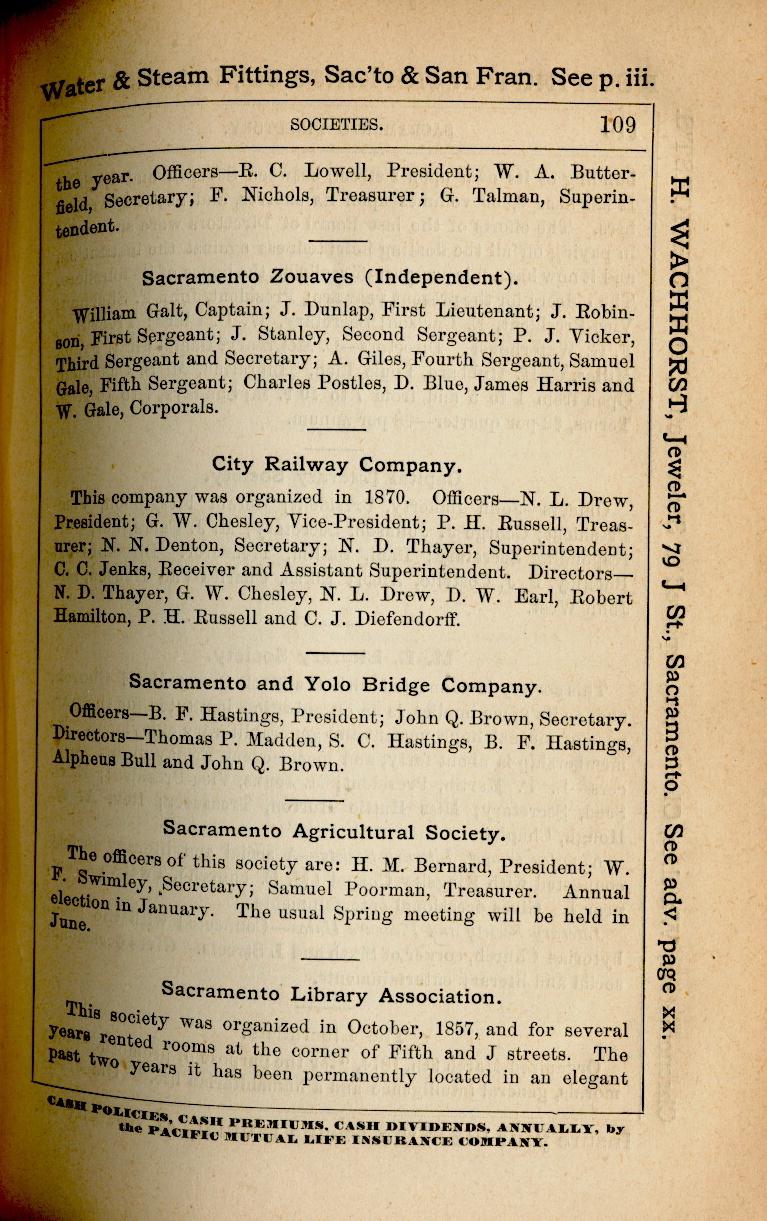 Water & Steam Fittings, Sac'to & San Fran. See p. iii.
SOCIETIES. 109
the year. Officers—R. C. Lowell, President; W. A. Butter-
field, Secretary; F. Nichols, Treasurer; G. Talman, Superin-
tendent.
Sacramento Zouaves (Independent).
William Galt, Captain; J. Dunlap, First Lieutenant; J. Robin-
son, First Sergeant; J. Stanley, Second Sergeant; P. J. Vicker,
Third Sergeant and Secretary; A. Giles, Fourth Sergeant, Samuel
Gale, Fifth Sergeant; Charles Postles, D. Blue, James Harris and
W. Gale, Corporals.
City Railway Company.
This company was organized in 1870. Officers—N. L. Drew,
President; G. W. Chesley, Vice-President; P. H. Russell, Treas-
urer; N. N. Denton, Secretary; N. D. Thayer, Superintendent;
C. C. Jenks, Receiver and Assistant Superintendent. Directors—
N. D. Thayer, G. W. Chesley, N. L. Drew, D. W. Earl, Robert
Hamilton, P. H. Russell and C. J. Diefendorff.
Sacramento and Yolo Bridge Company.
Officers—B. F. Hastings, President; John Q. Brown, Secretary.
Directors—Thomas P. Madden, S. C. Hastings, B. F. Hastings,
Alpheus Bull and John Q. Brown.
Sacramento Agricultural Society.
The officers of this society are: H. M. Bernard, President; W.
F. Swimley, Secretary; Samuel Poorman, Treasurer. Annual
election in January. The usual Spring meeting will be held in
June.
Sacramento Library Association.
This society was organized in October, 1857, and for several
years rented rooms at the corner of Fifth and J streets. The
past two years it has been permanently located in an elegant
CASH POLICIES, CASH PREMIUMS, CASH DIVIDENDS, ANNUALLY, by
the PACIFIC MUTUAL LIFE INSURANCE COMPANY.
H. WACHHORST, Jeweler, 79 J St., Sacramento. See adv. page xx.